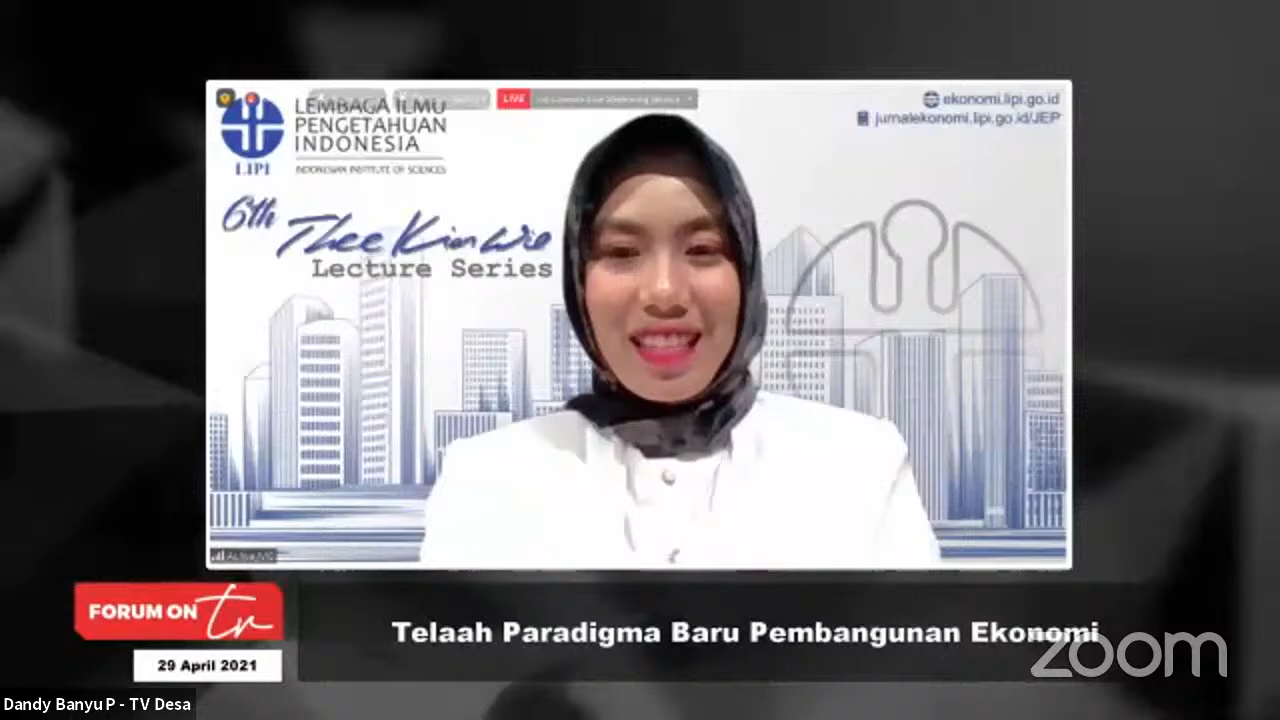 LIVE
LEMBAGA ILMU
PENGETAHUAN
INDONESIA
INDONESIAN INSTITUTE OF SCIENCES
LIPI
ekonomi.lipi.go.id
jurnalekonomi.lipi.go.id/JEP
6th Thee Kian Wie
Lecture Series
FORUM ON tr
29 April 2021
Telaah Paradigma Baru Pembangunan Ekonomi
zoom
Dandy Banyu P - TV Desa